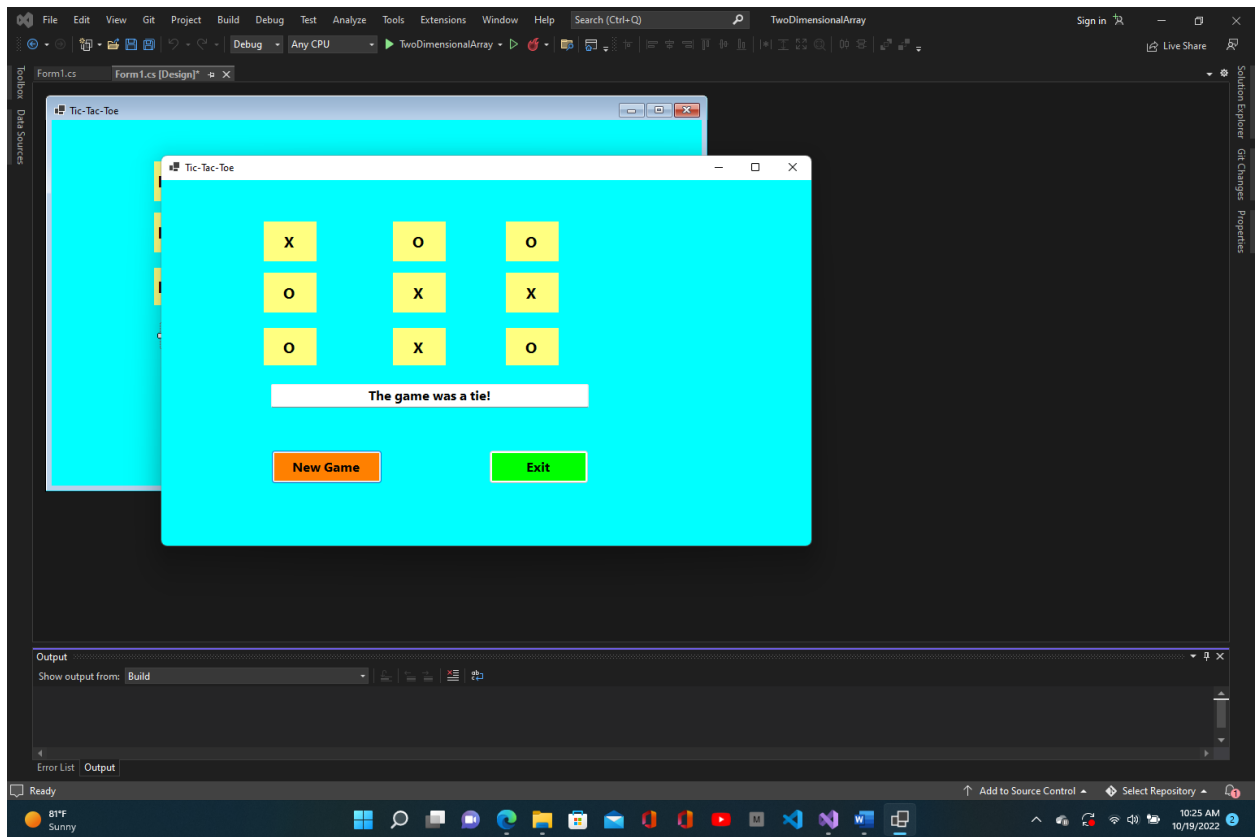 File Edit View Git Project Build Debug Test Analyze Tools Extensions Window Help Search (Ctrl+Q) TwoDimensionalArray Sign in
Debug Any CPU TwoDimensionalArray Live Share
Form1.cs Form1.cs [Design]*
Toolbox
Data Sources
Solution Explorer
Git Changes
Properties
Tic-Tac-Toe
Tic-Tac-Toe
X O O
O X X
O X O
The game was a tie!
New Game Exit
Output
Show output from: Build
Error List Output
Ready Add to Source Control Select Repository 1
81°F
Sunny
10:25 AM
10/19/2022 2